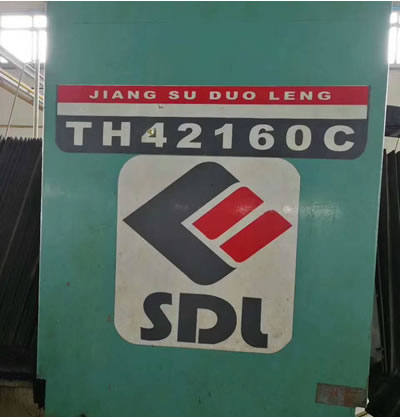 JIANG SU DUO LENG
TH42160C
SDL